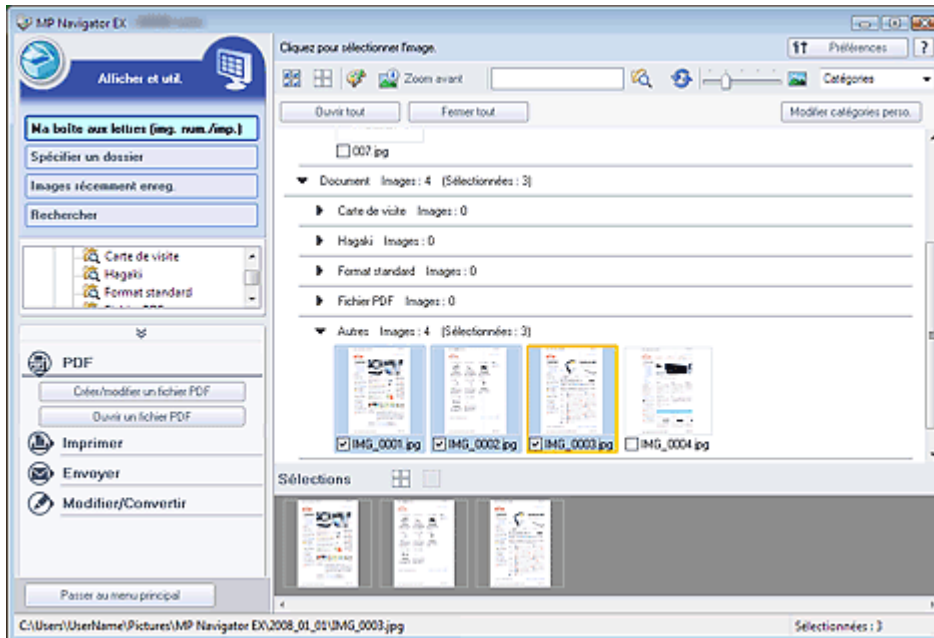 MP Navigator EX
Afficher et util.
Ma boîte aux lettres (img. num./imp.)
Spécifier un dossier
Images récemment enreg.
Rechercher
Carte de visite
Hagaki
Format standard
PDF
Créer/modifier un fichier PDF
Ouvrir un fichier PDF
Imprimer
Envoyer
Modifier/Convertir
Passer au menu principal
Cliquez pour sélectionner l'image.
Préférences
?
Zoom avant
Catégories
Ouvrir tout
Fermer tout
Modifier catégories perso.
007.jpg
Document Images : 4 (Sélectionnées : 3)
Carte de visite Images : 0
Hagaki Images : 0
Format standard Images : 0
Fichier PDF Images : 0
Autres Images : 4 (Sélectionnées : 3)
IMG_0001.jpg IMG_0002.jpg IMG_0003.jpg IMG_0004.jpg
Sélections
C:\Users\UserName\Pictures\MP Navigator EX\2008_01_01\IMG_0003.jpg
Sélectionnées : 3